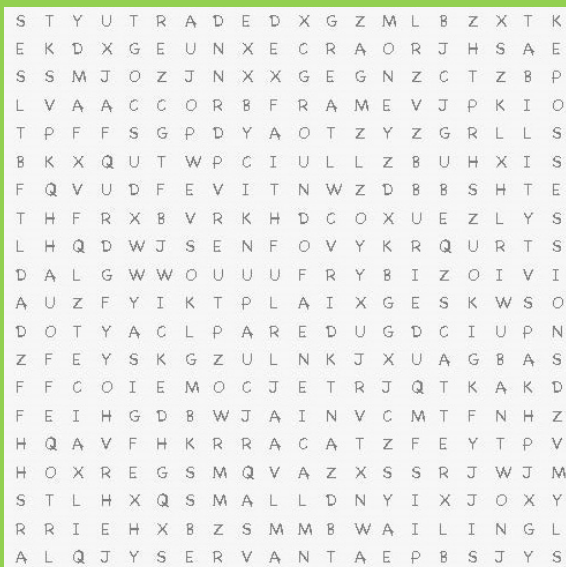 S T Y U T R A D E D X G Z M L B Z X T K
E K D X G E U N X E C R A O R J H S A E
S S M J O Z J N X X G E G N Z C T Z B P
L V A A C C O R B F R A M E V J P K I O
T P F F S G P D Y A O T Z Y Z G R L L S
B K X Q U T W P C I U L L Z B U H X I S
F Q V U D F E V I T N W Z D B B S H T E
T H F R X B V R K H D C O X U E Z L Y S
L H Q D W J S E N F O V Y K R Q U R T S
D A L G W W O U U U F R Y B I Z O I V I
A U Z F Y I K T P L A I X G E S K W S O
D O T Y A C L P A R E D U G D C I U P N
Z F E Y S K G Z U L N K J X U A G B A S
F F C O I E M O C J E T R J Q T K A K D
F E I H G D B W J A I N V C M T F N H Z
H Q A V F H K R R A C A T Z F E Y T P V
H O X R E G S M Q V A Z X S S R J W J M
S T L H X Q S M A L L D N Y I X J O X Y
R R I E H X B Z S M M B W A I L I N G L
A L Q J Y S E R V A N T A E P B S J Y S